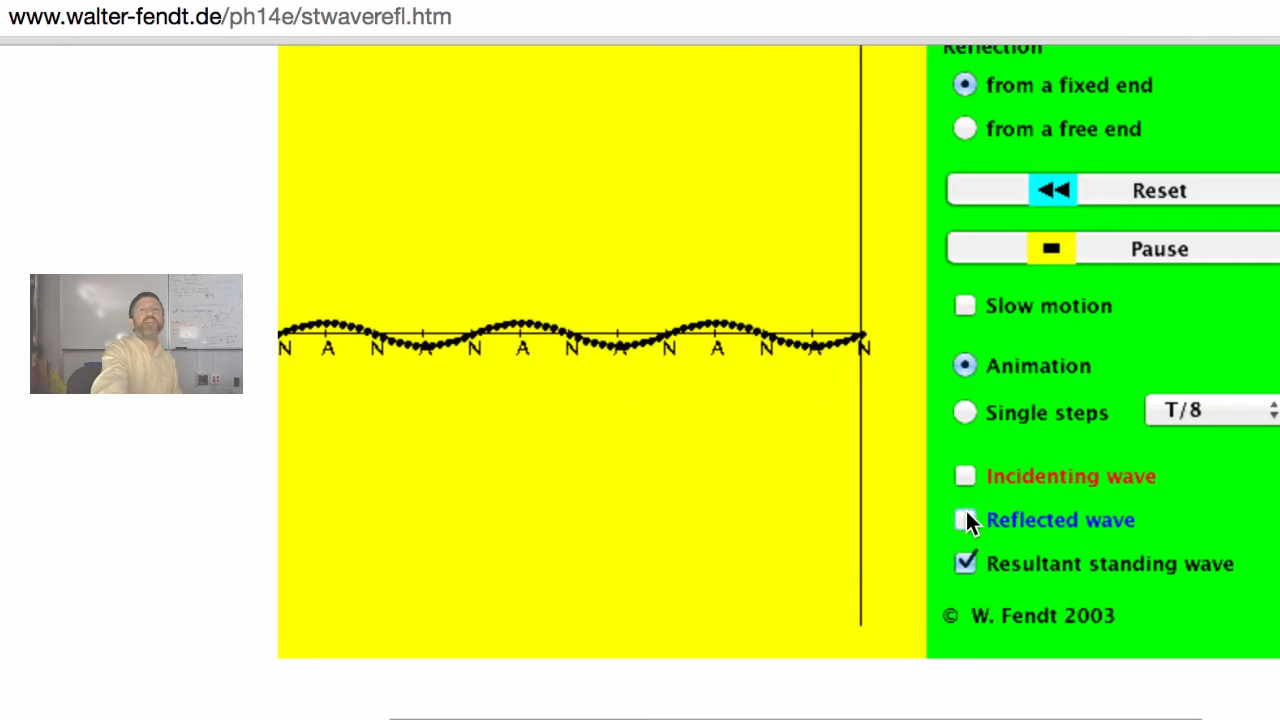 www.walter-fendt.de/ph14e/stwaverefl.htm
Reflection
from a fixed end
from a free end
Reset
Pause
Slow motion
N A N A N A N A N A N A N
Animation
Single steps T/8
Incidenting wave
Reflected wave
Resultant standing wave
© W. Fendt 2003